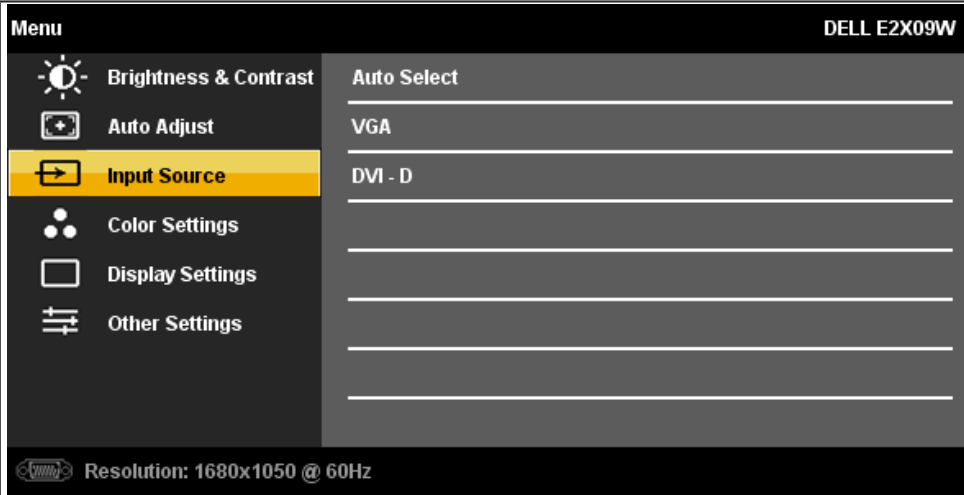 Menu DELL E2X09W
Brightness & Contrast Auto Select
Auto Adjust VGA
Input Source DVI - D
Color Settings
Display Settings
Other Settings
Resolution: 1680x1050 @ 60Hz